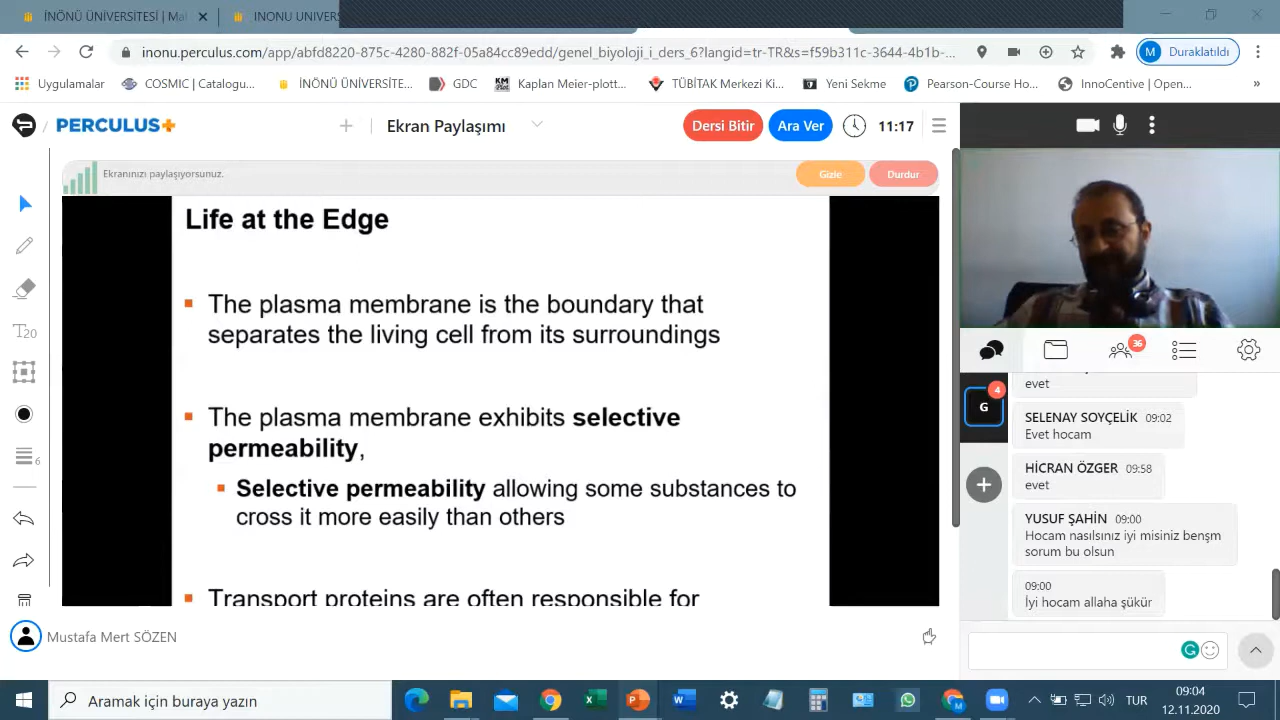 İNÖNÜ ÜNİVERSİTESİ | Mal
INONU UNIVERS
inonu.perculus.com/app/abfd8220-875c-4280-882f-05a84cc89edd/genel_biyoloji_i_ders_6?langid=tr-TR&s=f59b311c-3644-4b1b-...
M Duraklatıldı
Uygulamalar
COSMIC | Catalogu...
İNÖNÜ ÜNİVERSİTE...
GDC
KM Kaplan Meier-plott...
TÜBİTAK Merkezi Ki...
Yeni Sekme
Pearson-Course Ho...
InnoCentive | Open...
»
/ PERCULUS+
Ekran Paylaşımı
Dersi Bitir
Ara Ver
11:17
Ekranınızı paylaşıyorsunuz.
Gizle
Durdur
Life at the Edge
The plasma membrane is the boundary that
separates the living cell from its surroundings
The plasma membrane exhibits selective
permeability,
Selective permeability allowing some substances to
cross it more easily than others
Transport proteins are often responsible for
T20
6
Mustafa Mert SÖZEN
36
4
G
evet
SELENAY SOYÇELİK 09:02
Evet hocam
HİCRAN ÖZGER 09:58
evet
YUSUF ŞAHİN 09:00
Hocam nasılsınız iyi misiniz benşm
sorum bu olsun
09:00
İyi hocam allaha şükür
Aramak için buraya yazın
TUR
09:04
12.11.2020